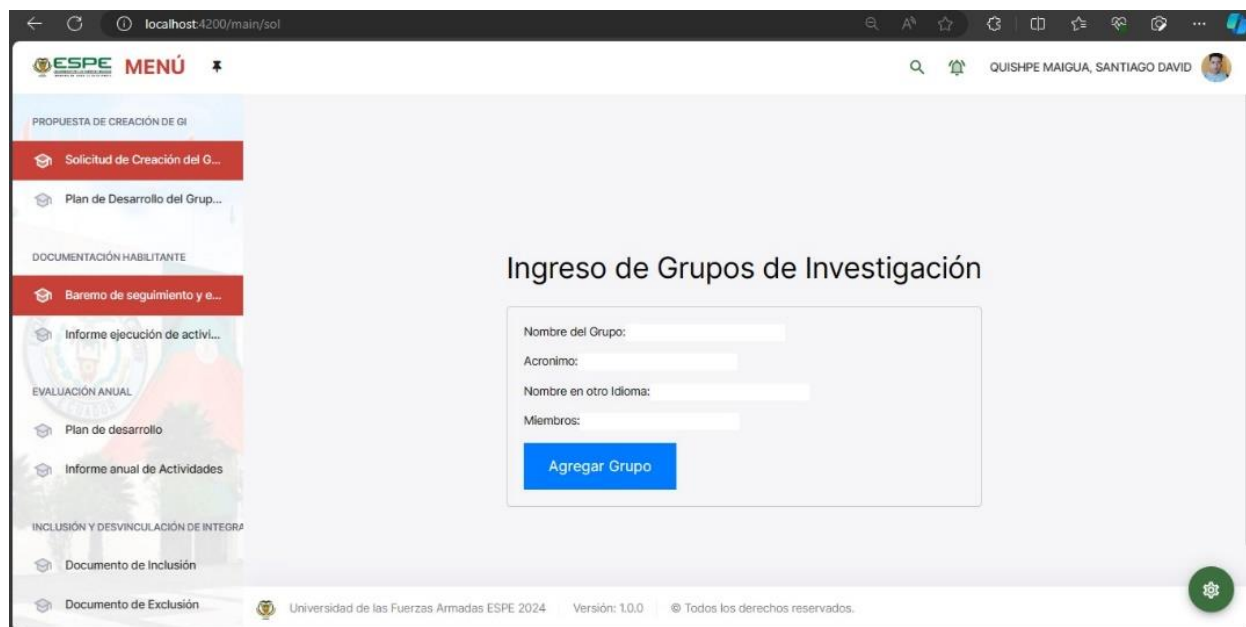 localhost:4200/main/sol
ESPE MENÚ
QUISHPE MAIGUA, SANTIAGO DAVID
PROPUESTA DE CREACIÓN DE GI
Solicitud de Creación del G...
Plan de Desarrollo del Grup...
DOCUMENTACIÓN HABILITANTE
Baremo de seguimiento y e...
Informe ejecución de activi...
EVALUACIÓN ANUAL
Plan de desarrollo
Informe anual de Actividades
INCLUSIÓN Y DESVINCULACIÓN DE INTEGRA
Documento de Inclusión
Documento de Exclusión
Ingreso de Grupos de Investigación
Nombre del Grupo:
Acronimo:
Nombre en otro Idioma:
Miembros:
Agregar Grupo
Universidad de las Fuerzas Armadas ESPE 2024 Versión: 1.0.0 © Todos los derechos reservados.